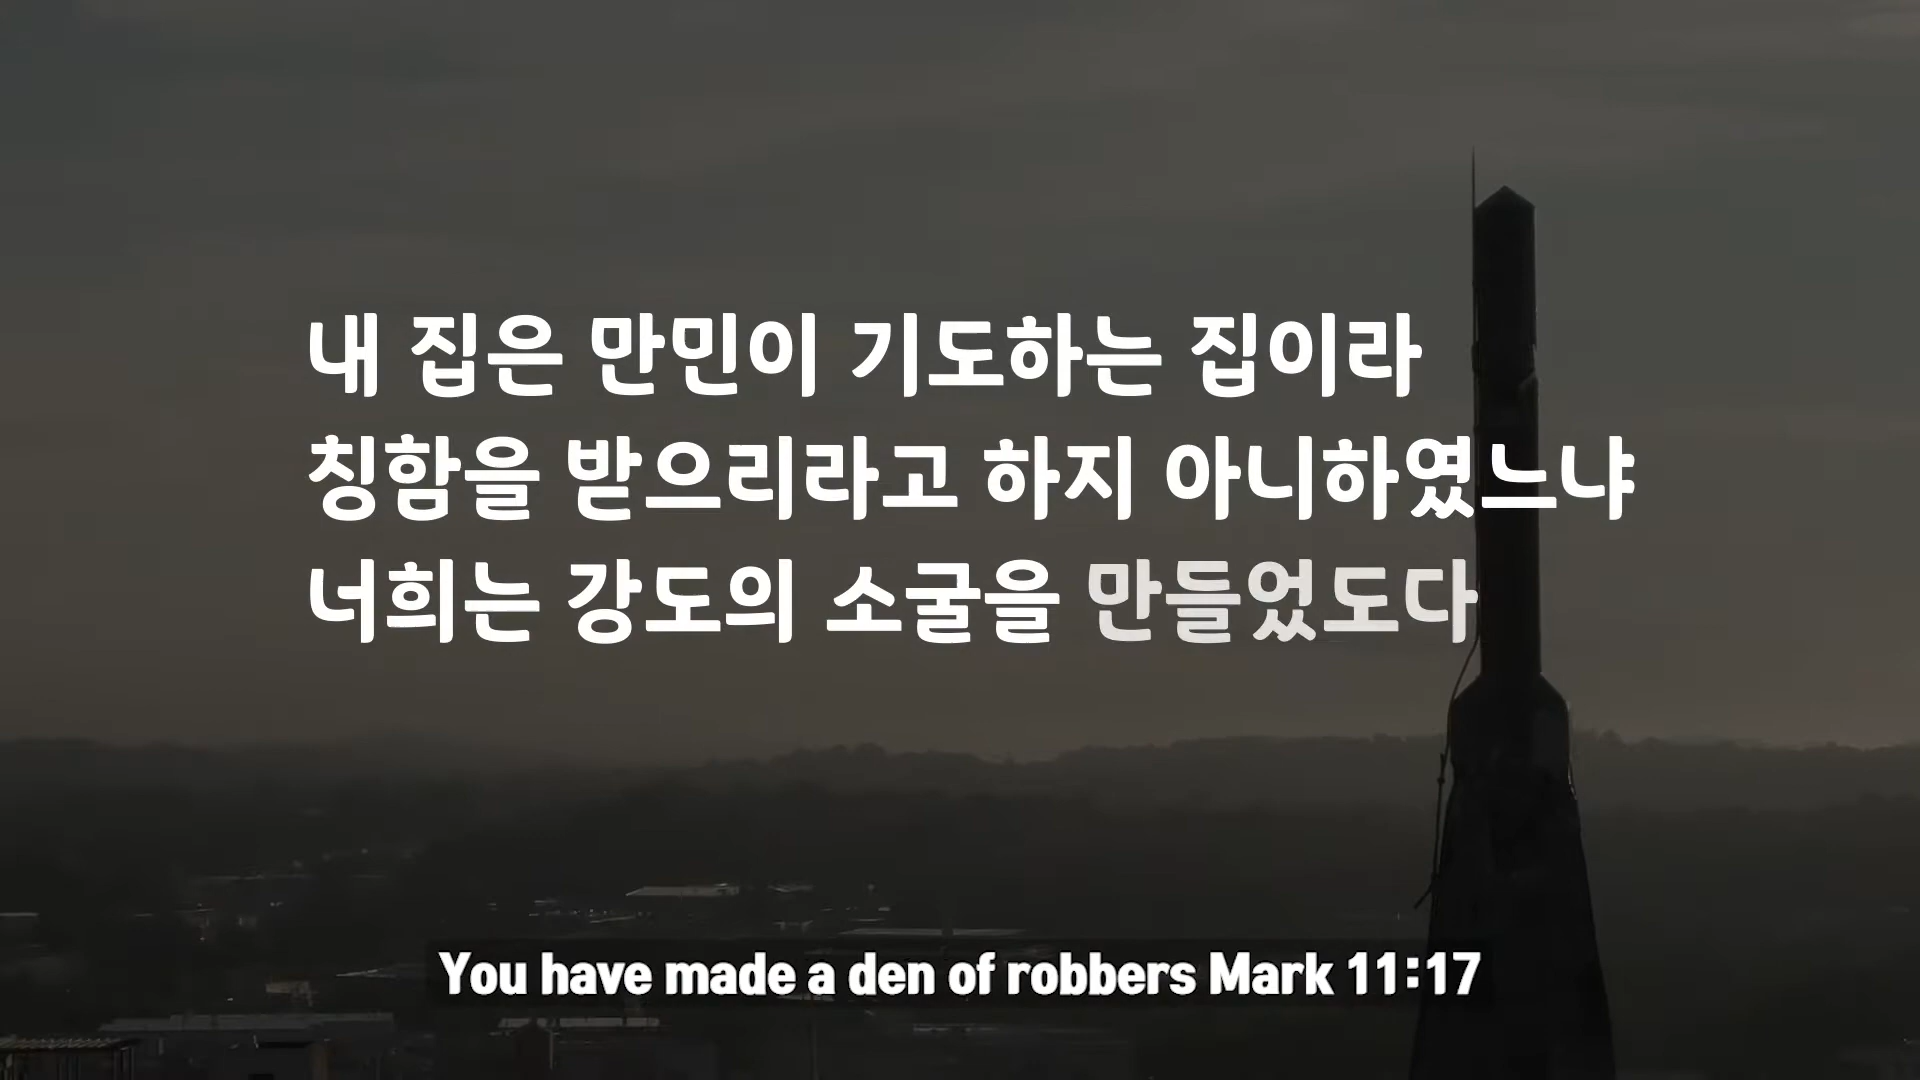 내 집은 만민이 기도하는 집이라
칭함을 받으리라고 하지 아니하였느냐
너희는 강도의 소굴을 만들었도다
You have made a den of robbers Mark 11:17